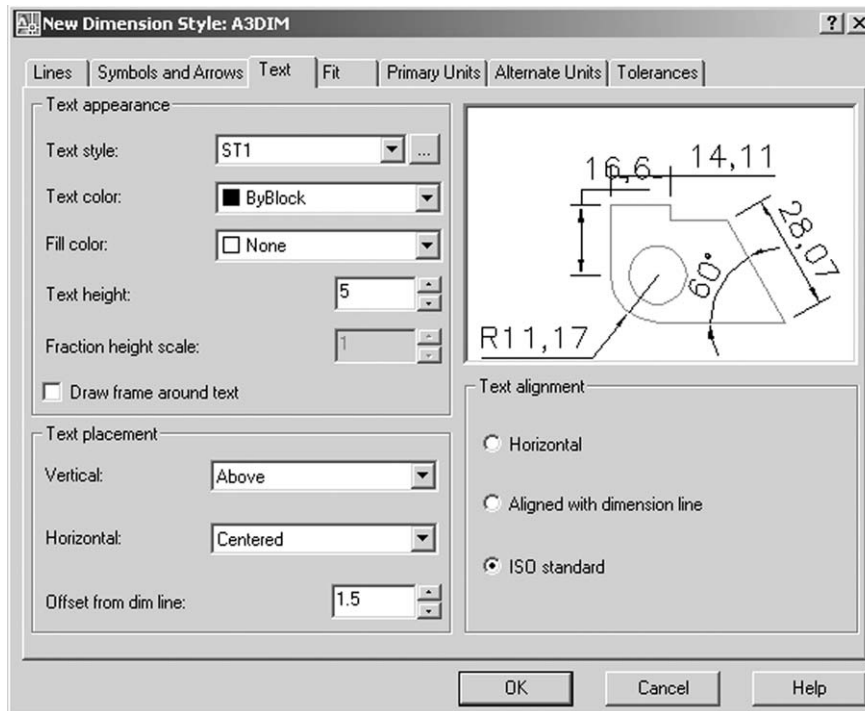 New Dimension Style: A3DIM
Lines Symbols and Arrows Text Fit Primary Units Alternate Units Tolerances
Text appearance
Text style: ST1 ...
Text color: ByBlock
Fill color: None
Text height: 5
Fraction height scale: 1
Draw frame around text
Text placement
Vertical: Above
Horizontal: Centered
Offset from dim line: 1.5
16,6 14,11
28,07
60°
R11,17
Text alignment
Horizontal
Aligned with dimension line
ISO standard
OK Cancel Help